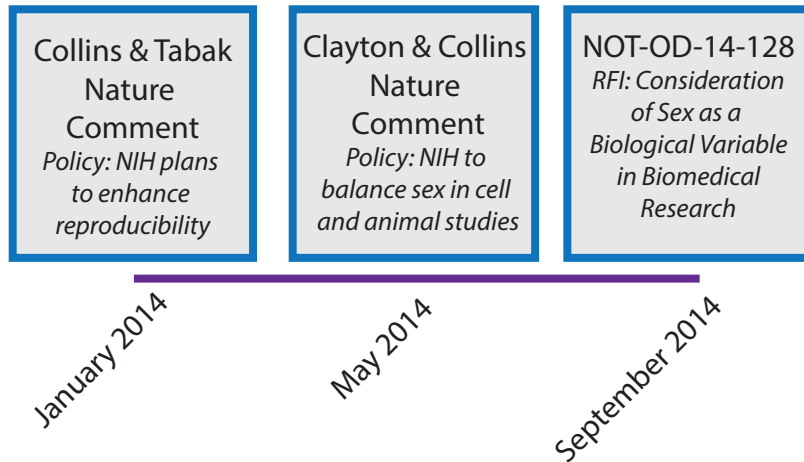 Collins & Tabak
Nature
Comment
Policy: NIH plans
to enhance
reproducibility
Clayton & Collins
Nature
Comment
Policy: NIH to
balance sex in cell
and animal studies
NOT-OD-14-128
RFI: Consideration
of Sex as a
Biological Variable
in Biomedical
Research
January 2014
May 2014
September 2014